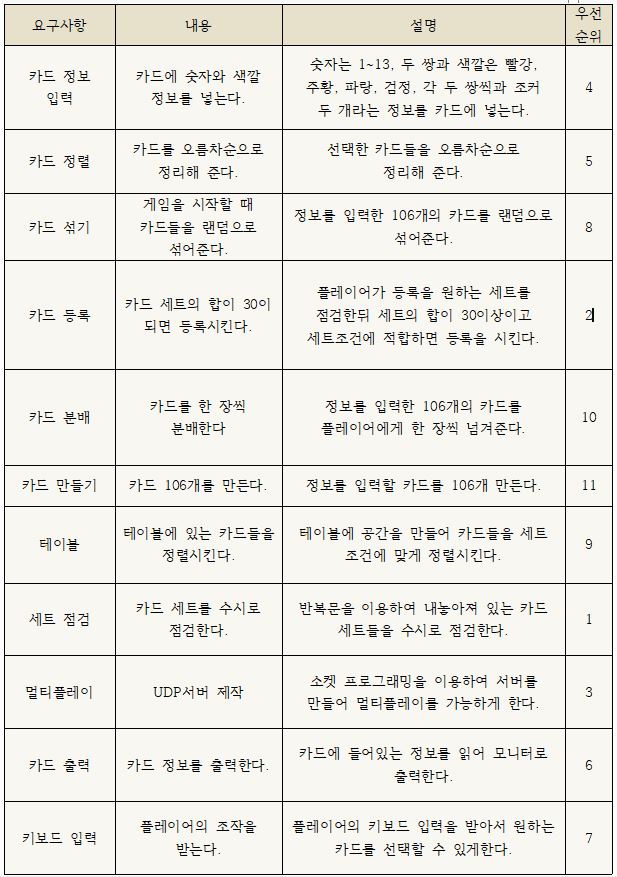 요구사항 내용 설명 우선
순위
카드 정보
입력
카드에 숫자와 색깔
정보를 넣는다.
숫자는 1~13, 두 쌍과 색깔은 빨강,
주황, 파랑, 검정, 각 두 쌍씩과 조커
두 개라는 정보를 카드에 넣는다.
4
카드 정렬
카드를 오름차순으로
정리해 준다.
선택한 카드들을 오름차순으로
정리해 준다.
5
카드 섞기
게임을 시작할 때
카드들을 랜덤으로
섞어준다.
정보를 입력한 106개의 카드를 랜덤으로
섞어준다.
8
카드 등록
카드 세트의 합이 30이
되면 등록시킨다.
플레이어가 등록을 원하는 세트를
점검한뒤 세트의 합이 30이상이고
세트조건에 적합하면 등록을 시킨다.
2
카드 분배
카드를 한 장씩
분배한다
정보를 입력한 106개의 카드를
플레이어에게 한 장씩 넘겨준다.
10
카드 만들기
카드 106개를 만든다.
정보를 입력할 카드를 106개 만든다.
11
테이블
테이블에 있는 카드들을
정렬시킨다.
테이블에 공간을 만들어 카드들을 세트
조건에 맞게 정렬시킨다.
9
세트 점검
카드 세트를 수시로
점검한다.
반복문을 이용하여 내놓아져 있는 카드
세트들을 수시로 점검한다.
1
멀티플레이
UDP서버 제작
소켓 프로그래밍을 이용하여 서버를
만들어 멀티플레이를 가능하게 한다.
3
카드 출력
카드 정보를 출력한다.
카드에 들어있는 정보를 읽어 모니터로
출력한다.
6
키보드 입력
플레이어의 조작을
받는다.
플레이어의 키보드 입력을 받아서 원하는
카드를 선택할 수 있게한다.
7